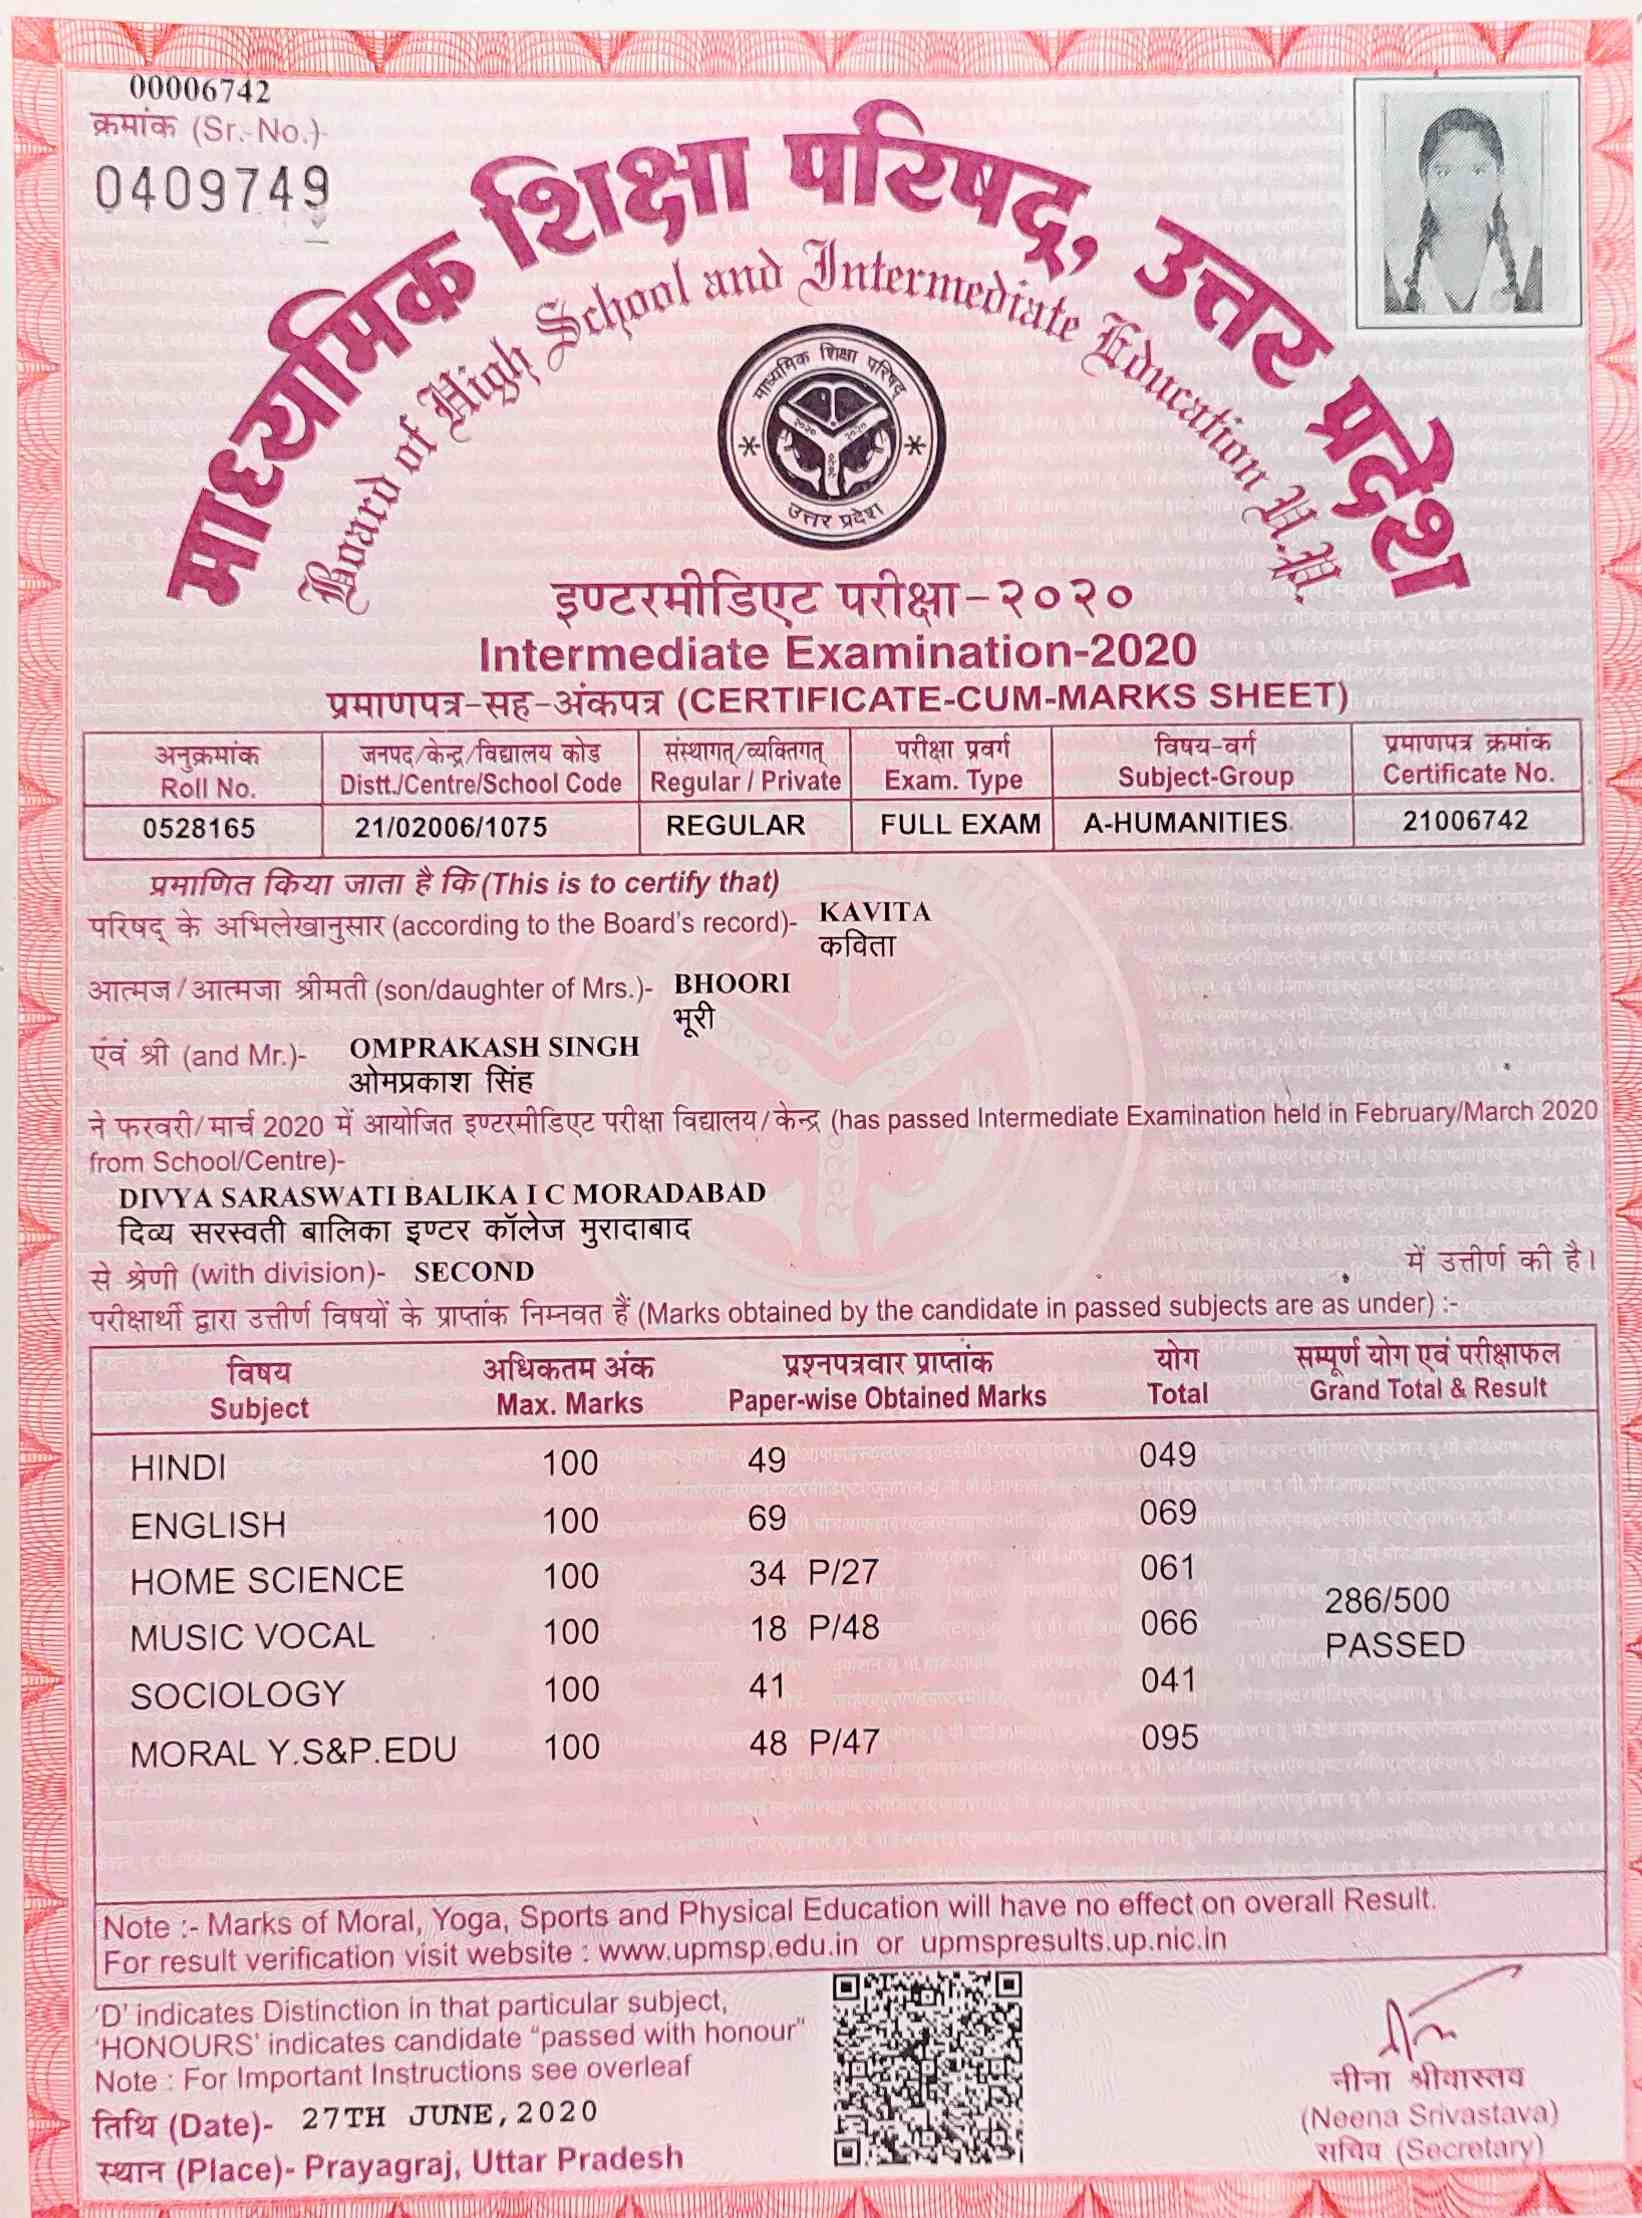 00006742
क्रमांक (Sr. No.)
0409749
माध्यमिक शिक्षा परिषद्, उत्तर प्रदेश
Board of High School and Intermediate Education U.P.
माध्यमिक शिक्षा परिषद
२०२० २०२०
२०२०
उत्तर प्रदेश
इण्टरमीडिएट परीक्षा-२०२०
Intermediate Examination-2020
प्रमाणपत्र-सह-अंकपत्र (CERTIFICATE-CUM-MARKS SHEET)
अनुक्रमांक जनपद/केन्द्र/विद्यालय कोड संस्थागत्/व्यक्तिगत् परीक्षा प्रवर्ग विषय-वर्ग प्रमाणपत्र क्रमांक
Roll No. Distt./Centre/School Code Regular / Private Exam. Type Subject-Group Certificate No.
0528165 21/02006/1075 REGULAR FULL EXAM A-HUMANITIES 21006742
प्रमाणित किया जाता है कि (This is to certify that)
परिषद् के अभिलेखानुसार (according to the Board's record)- KAVITA
कविता
आत्मज/आत्मजा श्रीमती (son/daughter of Mrs.)- BHOORI
भूरी
एवं श्री (and Mr.)- OMPRAKASH SINGH
ओमप्रकाश सिंह
ने फरवरी/मार्च 2020 में आयोजित इण्टरमीडिएट परीक्षा विद्यालय/केन्द्र (has passed Intermediate Examination held in February/March 2020
from School/Centre)-
DIVYA SARASWATI BALIKA I C MORADABAD
दिव्य सरस्वती बालिका इण्टर कॉलेज मुरादाबाद
से श्रेणी (with division)- SECOND में उत्तीर्ण की है।
परीक्षार्थी द्वारा उत्तीर्ण विषयों के प्राप्तांक निम्नवत हैं (Marks obtained by the candidate in passed subjects are as under) :-
विषय अधिकतम अंक प्रश्नपत्रवार प्राप्तांक योग सम्पूर्ण योग एवं परीक्षाफल
Subject Max. Marks Paper-wise Obtained Marks Total Grand Total & Result
HINDI 100 49 049
ENGLISH 100 69 069
HOME SCIENCE 100 34 P/27 061
286/500
MUSIC VOCAL 100 18 P/48 066
PASSED
SOCIOLOGY 100 41 041
MORAL Y.S&P.EDU 100 48 P/47 095
Note :- Marks of Moral, Yoga, Sports and Physical Education will have no effect on overall Result.
For result verification visit website : www.upmsp.edu.in or upmspresults.up.nic.in
'D' indicates Distinction in that particular subject,
'HONOURS' indicates candidate "passed with honour"
Note : For Important Instructions see overleaf
तिथि (Date)- 27TH JUNE, 2020
स्थान (Place)- Prayagraj, Uttar Pradesh
नीना श्रीवास्तव
(Neena Srivastava)
सचिव (Secretary)